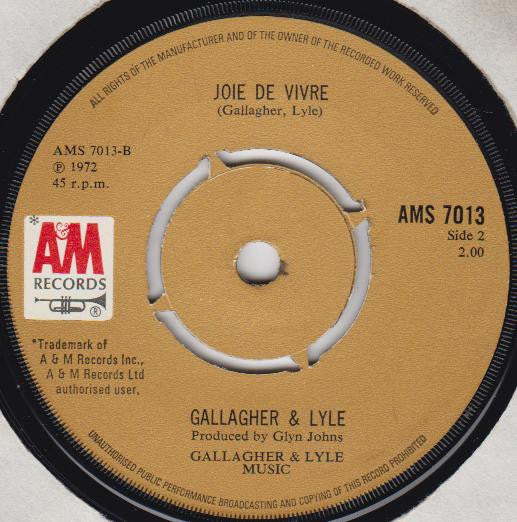 ALL RIGHTS OF THE MANUFACTURER AND OF THE OWNER OF THE RECORDED WORK RESERVED
JOIE DE VIVRE
(Gallagher, Lyle)
AMS 7013-B
℗ 1972
45 r.p.m.
AMS 7013
Side 2
2.00
*
A&M
RECORDS
®
*Trademark of
A & M Records Inc.,
A & M Records Ltd
authorised user.
GALLAGHER & LYLE
Produced by Glyn Johns
GALLAGHER & LYLE
MUSIC
UNAUTHORISED PUBLIC PERFORMANCE BROADCASTING AND COPYING OF THIS RECORD PROHIBITED